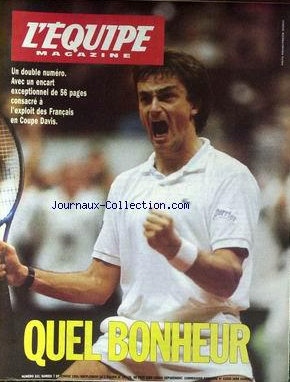 L'ÉQUIPE
MAGAZINE
Un double numéro.
Avec un encart
exceptionnel de 56 pages
consacré à
l'exploit des Français
en Coupe Davis.
Journaux-Collection.com
QUEL BONHEUR